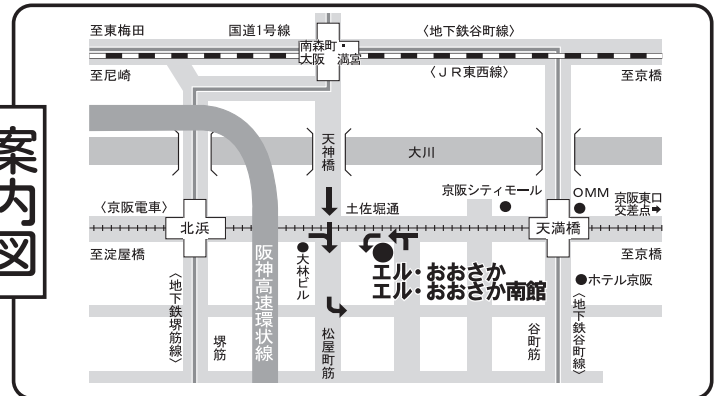 案内図
至東梅田
国道1号線
〈地下鉄谷町線〉
南森町・
大阪 満宮
至尼崎
〈JR東西線〉
至京橋
天神橋
大川
〈京阪電車〉
北浜
土佐堀通
京阪シティモール
OMM
京阪東口
交差点➡
天満橋
至淀屋橋
至京橋
大林ビル
エル・おおさか
エル・おおさか南館
ホテル京阪
〈地下鉄堺筋線〉
堺筋
阪神高速環状線
松屋町筋
谷町筋
〈地下鉄谷町線〉